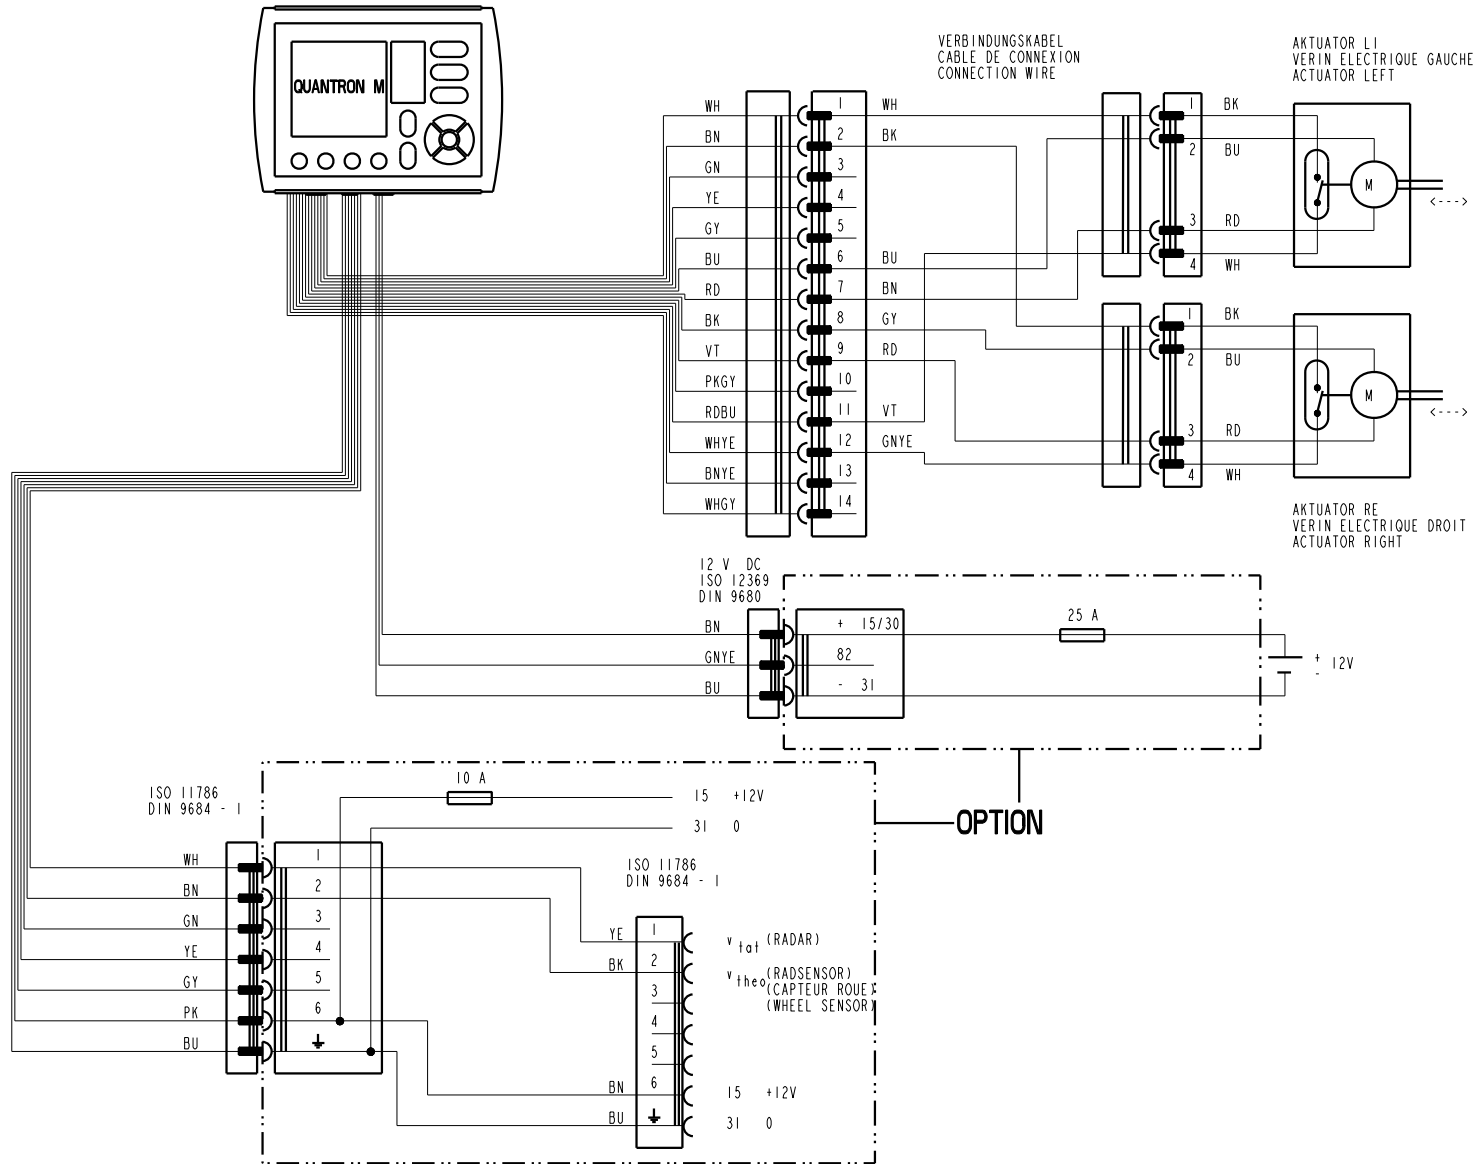 QUANTRON M
VERBINDUNGSKABEL
CABLE DE CONNEXION
CONNECTION WIRE
AKTUATOR LI
VERIN ELECTRIQUE GAUCHE
ACTUATOR LEFT
WH 1 WH
BN 2 BK
GN 3
YE 4
GY 5
BU 6 BU
RD 7 BN
BK 8 GY
VT 9 RD
PKGY 10
RDBU 11 VT
WHYE 12 GNYE
BNYE 13
WHGY 14
1 BK
2 BU
3 RD
4 WH
M
<--->
1 BK
2 BU
3 RD
4 WH
M
<--->
AKTUATOR RE
VERIN ELECTRIQUE DROIT
ACTUATOR RIGHT
12 V DC
ISO 12369
DIN 9680
BN + 15/30
GNYE 82
BU - 31
25 A
+ 12V
-
OPTION
ISO 11786
DIN 9684 - 1
10 A
15 +12V
31 0
WH 1
BN 2
GN 3
YE 4
GY 5
PK 6
BU
ISO 11786
DIN 9684 - 1
YE 1 v tat (RADAR)
BK 2 v theo (RADSENSOR)
(CAPTEUR ROUE)
(WHEEL SENSOR)
3
4
5
BN 6 15 +12V
BU 31 0